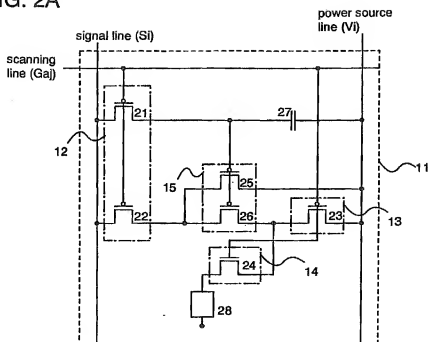 FIG. 2A
power source
line (Vi)
signal line (Si)
scanning
line (Gaj)
21
27
12
11
15
25
22
26
23
13
24
14
28